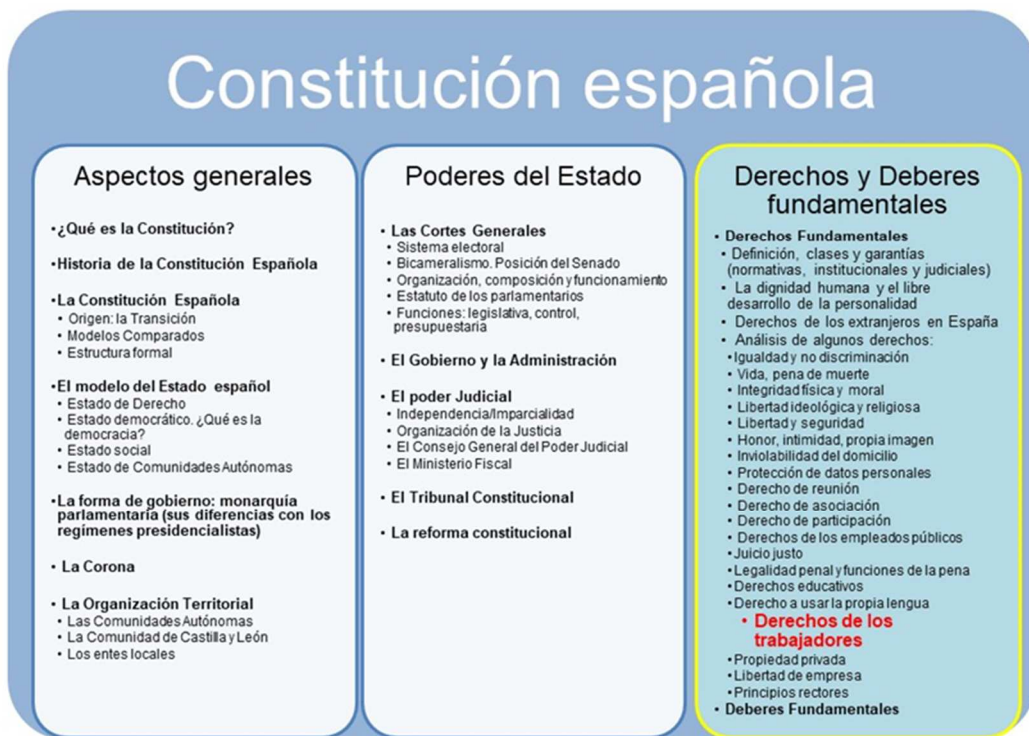 Constitución española
Aspectos generales
•¿Qué es la Constitución?
•Historia de la Constitución Española
•La Constitución Española
• Origen: la Transición
• Modelos Comparados
• Estructura formal
•El modelo del Estado español
• Estado de Derecho
• Estado democrático. ¿Qué es la
democracia?
• Estado social
• Estado de Comunidades Autónomas
•La forma de gobierno: monarquía
parlamentaria (sus diferencias con los
regímenes presidencialistas)
• La Corona
• La Organización Territorial
• Las Comunidades Autónomas
• La Comunidad de Castilla y León
• Los entes locales
Poderes del Estado
• Las Cortes Generales
• Sistema electoral
• Bicameralismo. Posición del Senado
• Organización, composición y funcionamiento
• Estatuto de los parlamentarios
• Funciones: legislativa, control,
presupuestaria
• El Gobierno y la Administración
• El poder Judicial
• Independencia/Imparcialidad
• Organización de la Justicia
• El Consejo General del Poder Judicial
• El Ministerio Fiscal
• El Tribunal Constitucional
• La reforma constitucional
Derechos y Deberes
fundamentales
• Derechos Fundamentales
• Definición, clases y garantías
(normativas, institucionales y judiciales)
• La dignidad humana y el libre
desarrollo de la personalidad
• Derechos de los extranjeros en España
• Análisis de algunos derechos:
•Igualdad y no discriminación
• Vida, pena de muerte
• Integridad física y moral
• Libertad ideológica y religiosa
• Libertad y seguridad
• Honor, intimidad, propia imagen
• Inviolabilidad del domicilio
• Protección de datos personales
• Derecho de reunión
• Derecho de asociación
• Derecho de participación
• Derechos de los empleados públicos
• Juicio justo
• Legalidad penal y funciones de la pena
• Derechos educativos
• Derecho a usar la propia lengua
• Derechos de los
trabajadores
• Propiedad privada
• Libertad de empresa
• Principios rectores
• Deberes Fundamentales